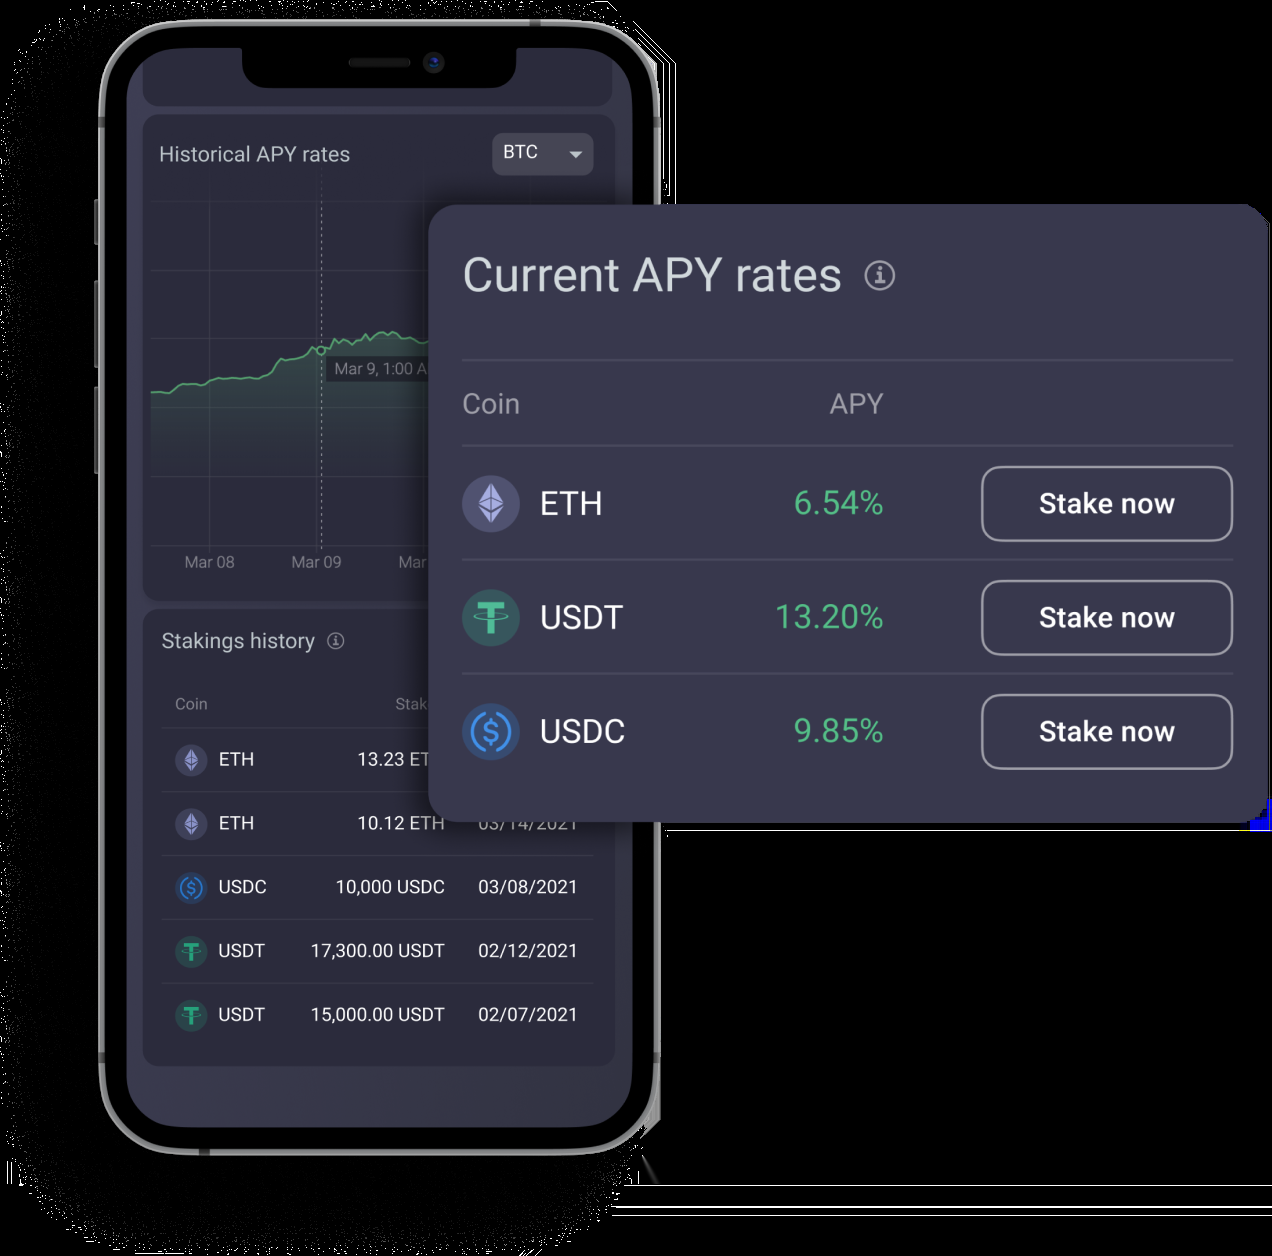 Historical APY rates
BTC
Mar 9, 1:00 A
Mar 08
Mar 09
Mar
Current APY rates
Coin APY
ETH 6.54% Stake now
USDT 13.20% Stake now
USDC 9.85% Stake now
Stakings history
Coin Stak
ETH 13.23 ET
ETH 10.12 ETH 03/14/2021
USDC 10,000 USDC 03/08/2021
USDT 17,300.00 USDT 02/12/2021
USDT 15,000.00 USDT 02/07/2021